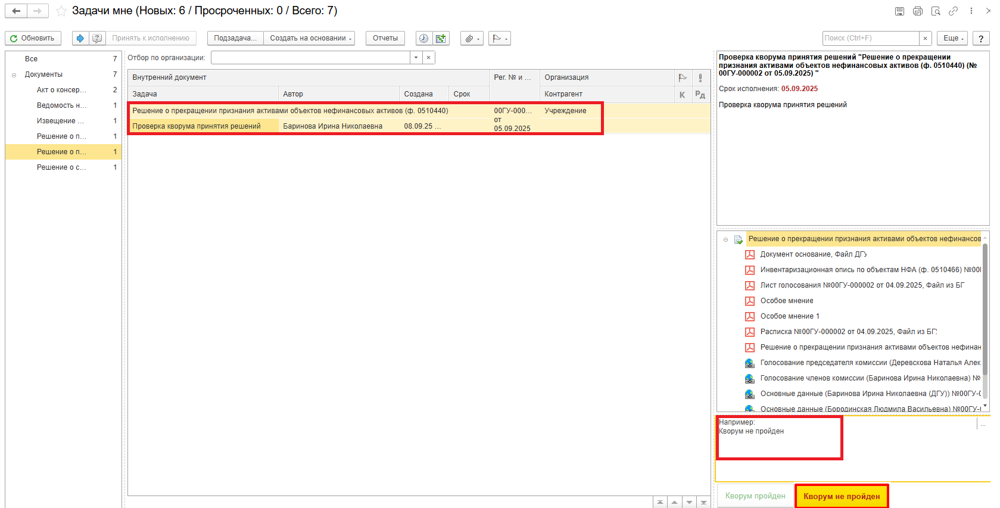 Задачи мне (Новых: 6 / Просроченных: 0 / Всего: 7)
Обновить
Принять к исполнению
Подзадача...
Создать на основании
Отчеты
Поиск (Ctrl+F)
×
Еще
?
Все 7
Документы 7
Акт о консер... 2
Ведомость н... 1
Извещение ... 1
Решение о п... 1
Решение о п... 1
Решение о с... 1
Отбор по организации:
×
Внутренний документ Рег. № и ... Организация
Задача Автор Создана Срок Контрагент К Рд
Решение о прекращении признания активами объектов нефинансовых активов (ф. 0510440) 00ГУ-000... Учреждение
от
Проверка кворума принятия решений Баринова Ирина Николаевна 08.09.25 ... 05.09.2025
Проверка кворума принятия решений "Решение о прекращении
признания активами объектов нефинансовых активов (ф. 0510440) (№
00ГУ-000002 от 05.09.2025) "
Срок исполнения: 05.09.2025
Проверка кворума принятия решений
Решение о прекращении признания активами объектов нефинансов
Документ основание, Файл ДГУ
Инвентаризационная опись по объектам НФА (ф. 0510466) №00
Лист голосования №00ГУ-000002 от 04.09.2025, Файл из БГ
Особое мнение
Особое мнение 1
Расписка №00ГУ-000002 от 04.09.2025, Файл из БГ
Решение о прекращении признания активами объектов нефинан
Голосование председателя комиссии (Деревскова Наталья Алек
Голосование членов комиссии (Баринова Ирина Николаевна) №
Основные данные (Баринова Ирина Николаевна (ДГУ)) №00ГУ-(
Основные данные (Бородинская Людмила Васильевна) №00ГУ-
Например:
Кворум не пройден
...
Кворум пройден
Кворум не пройден